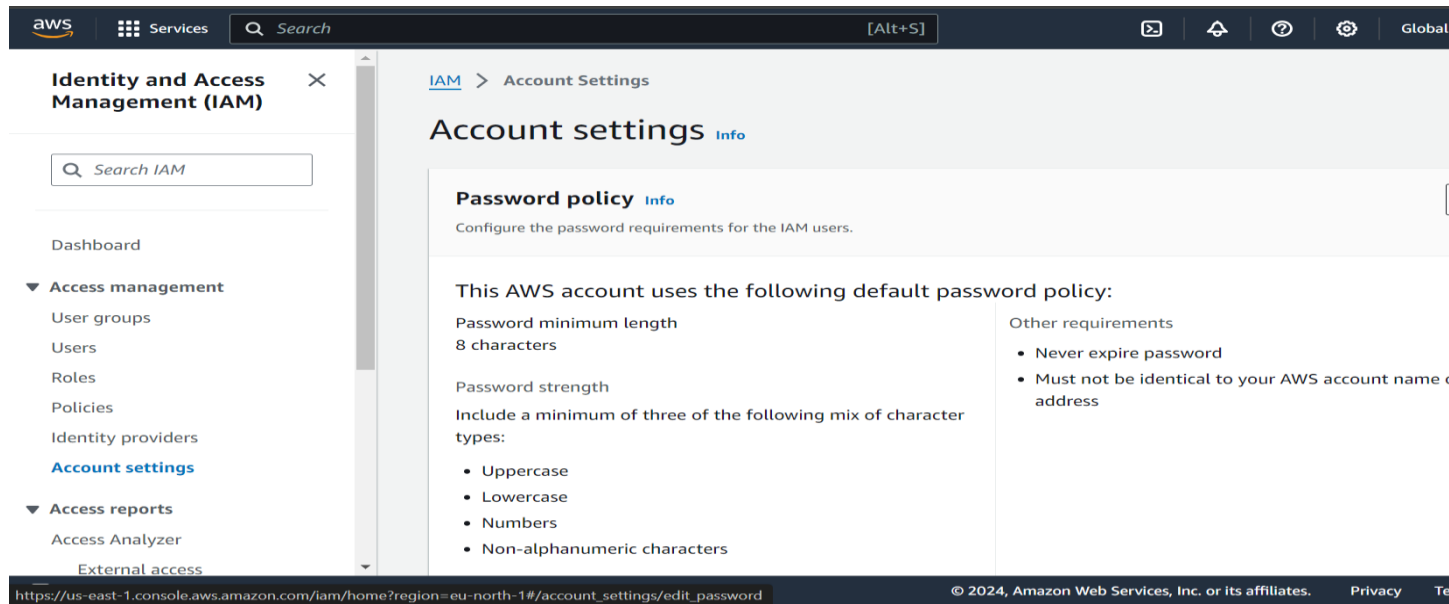 aws
Services
Search
[Alt+S]
Global
Identity and Access
Management (IAM)
Search IAM
Dashboard
Access management
User groups
Users
Roles
Policies
Identity providers
Account settings
Access reports
Access Analyzer
External access
IAM > Account Settings
Account settings Info
Password policy Info
Configure the password requirements for the IAM users.
This AWS account uses the following default password policy:
Password minimum length
8 characters
Password strength
Include a minimum of three of the following mix of character
types:
• Uppercase
• Lowercase
• Numbers
• Non-alphanumeric characters
Other requirements
• Never expire password
• Must not be identical to your AWS account name
address
https://us-east-1.console.aws.amazon.com/iam/home?region=eu-north-1#/account_settings/edit_password
© 2024, Amazon Web Services, Inc. or its affiliates.
Privacy